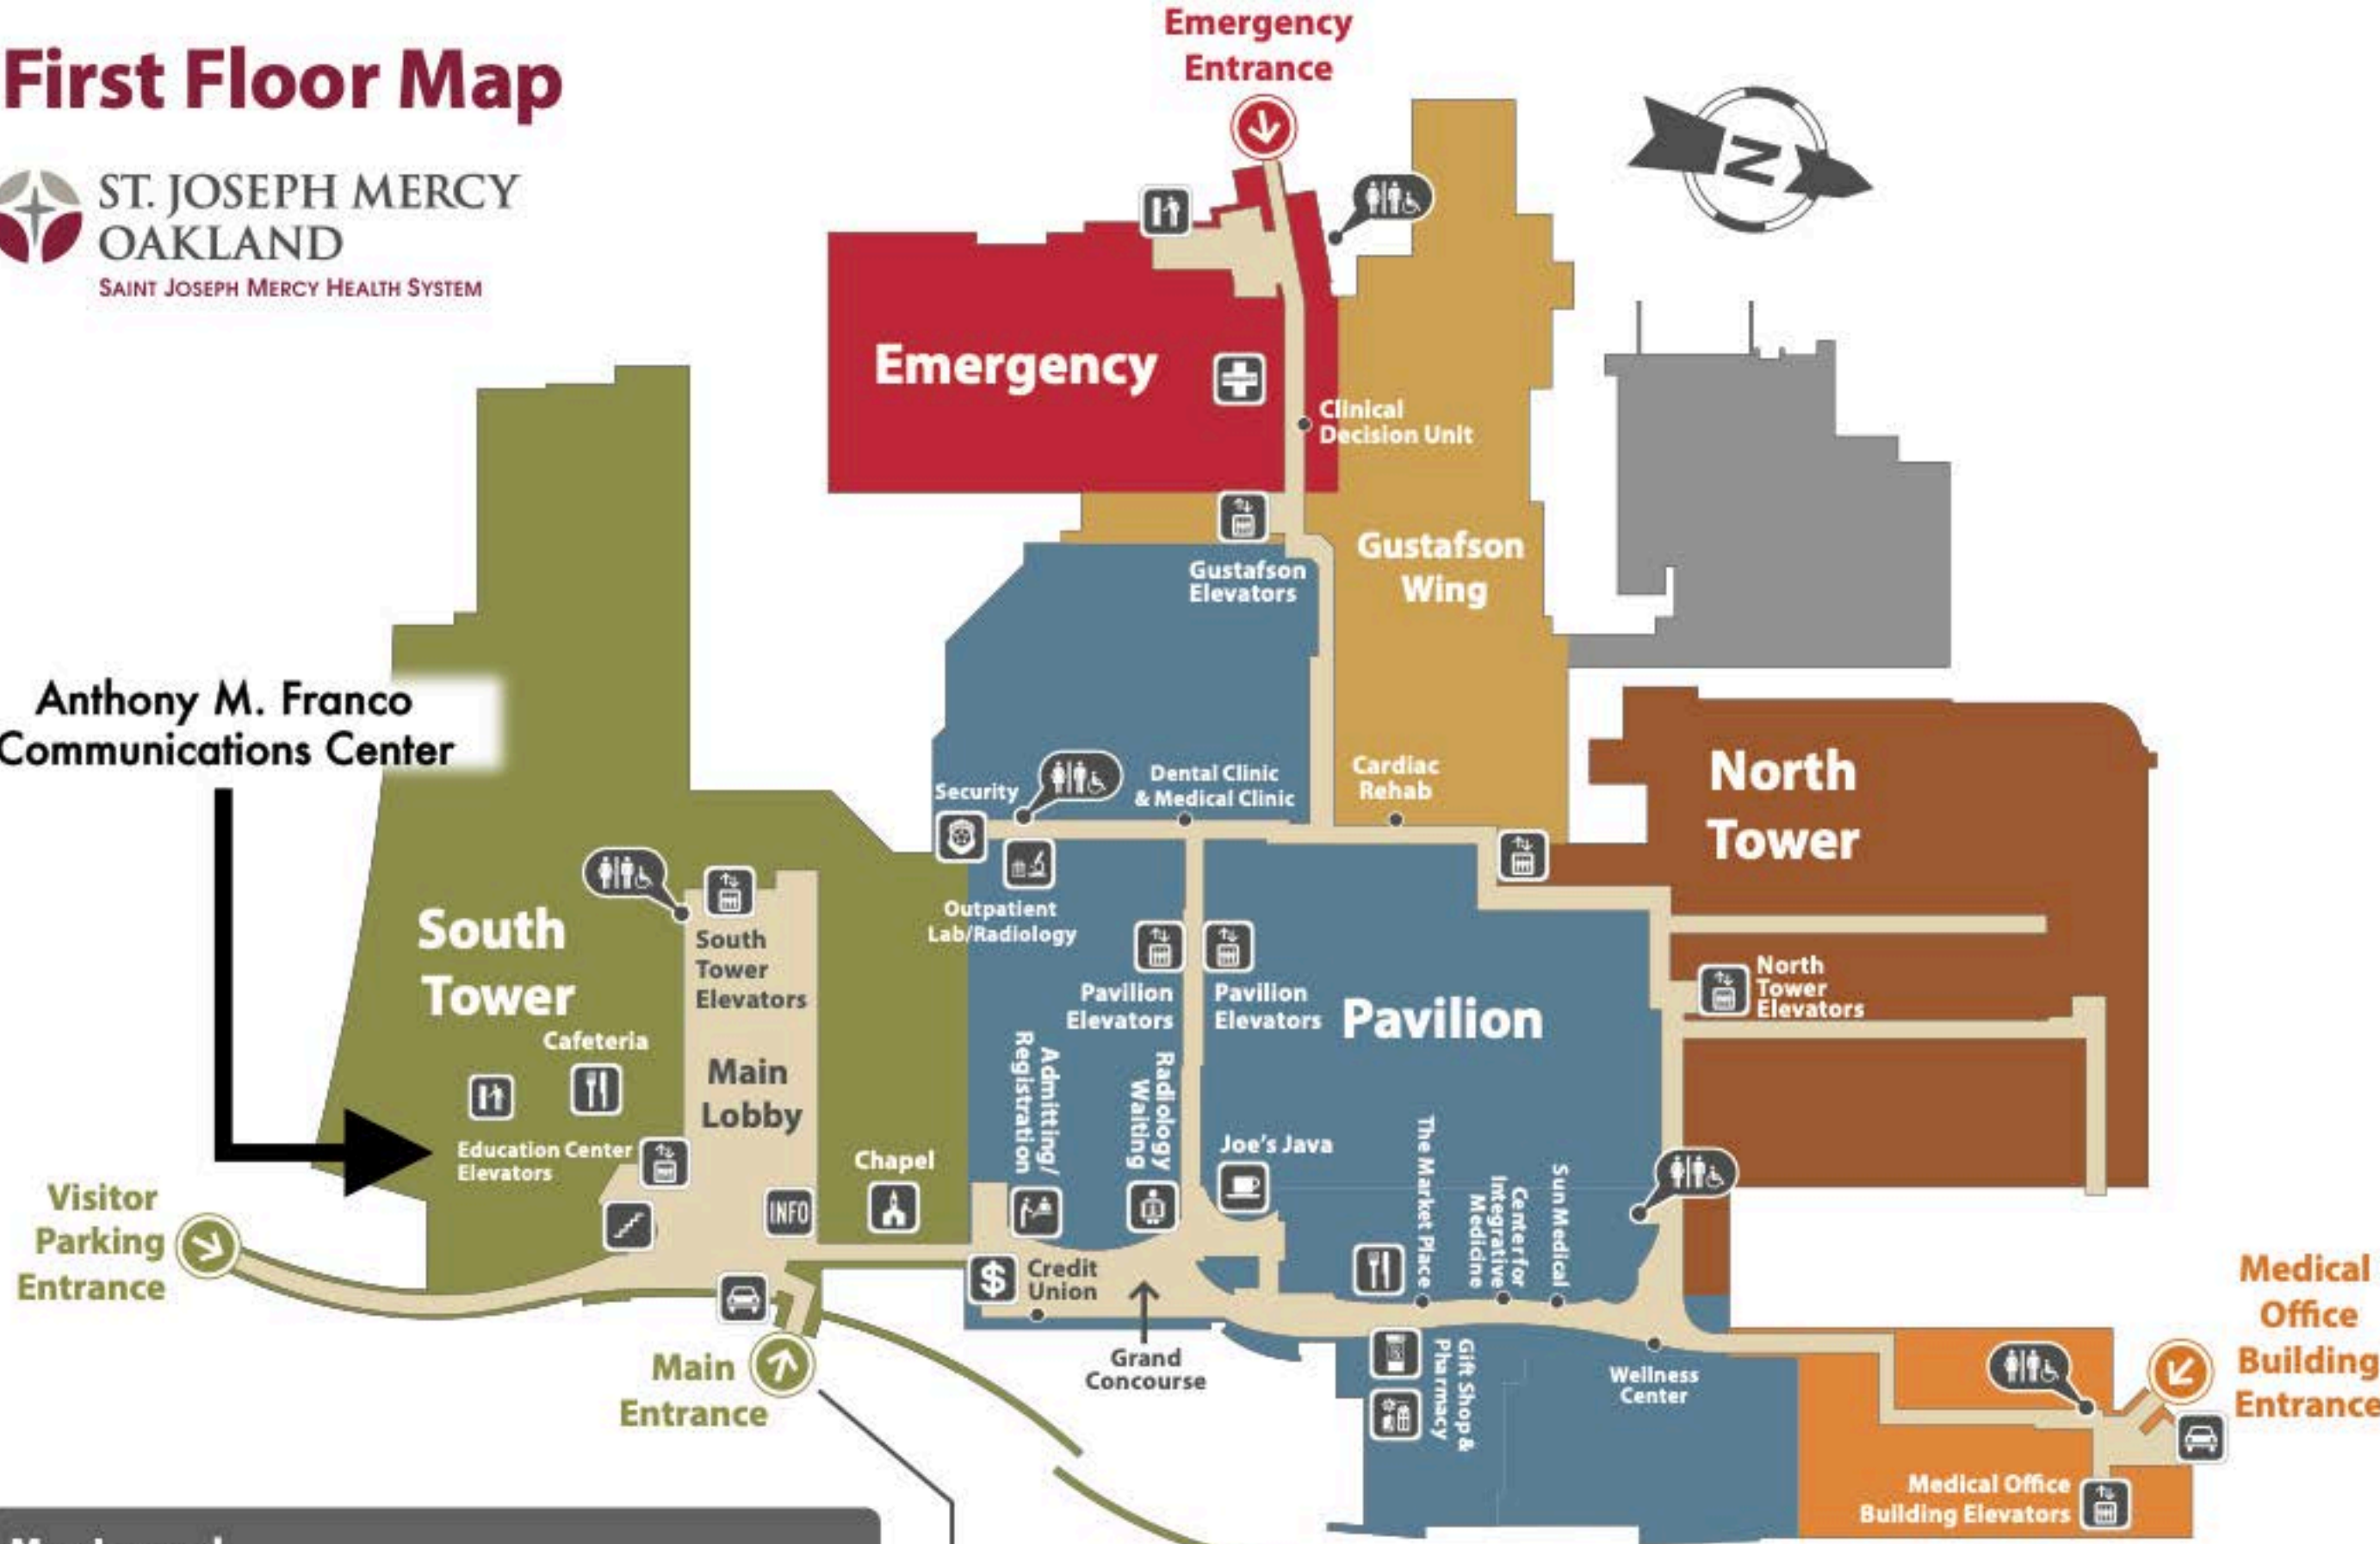 First Floor Map
ST. JOSEPH MERCY
OAKLAND
SAINT JOSEPH MERCY HEALTH SYSTEM
Emergency
Entrance
N
Emergency
Clinical
Decision Unit
Gustafson
Elevators
Gustafson
Wing
Anthony M. Franco
Communications Center
Security
Dental Clinic
& Medical Clinic
Cardiac
Rehab
North
Tower
South
Tower
South
Tower
Elevators
Outpatient
Lab/Radiology
Pavilion
Elevators
Pavilion
Elevators
Pavilion
North
Tower
Elevators
Cafeteria
Main
Lobby
Education Center
Elevators
INFO
Chapel
Admitting/
Registration
Radiology
Waiting
Joe's Java
The Market Place
Center for
Integrative
Medicine
Sun Medical
Visitor
Parking
Entrance
$
Credit
Union
Grand
Concourse
Main
Entrance
Gift Shop &
Pharmacy
Wellness
Center
Medical
Office
Building
Entrance
Medical Office
Building Elevators